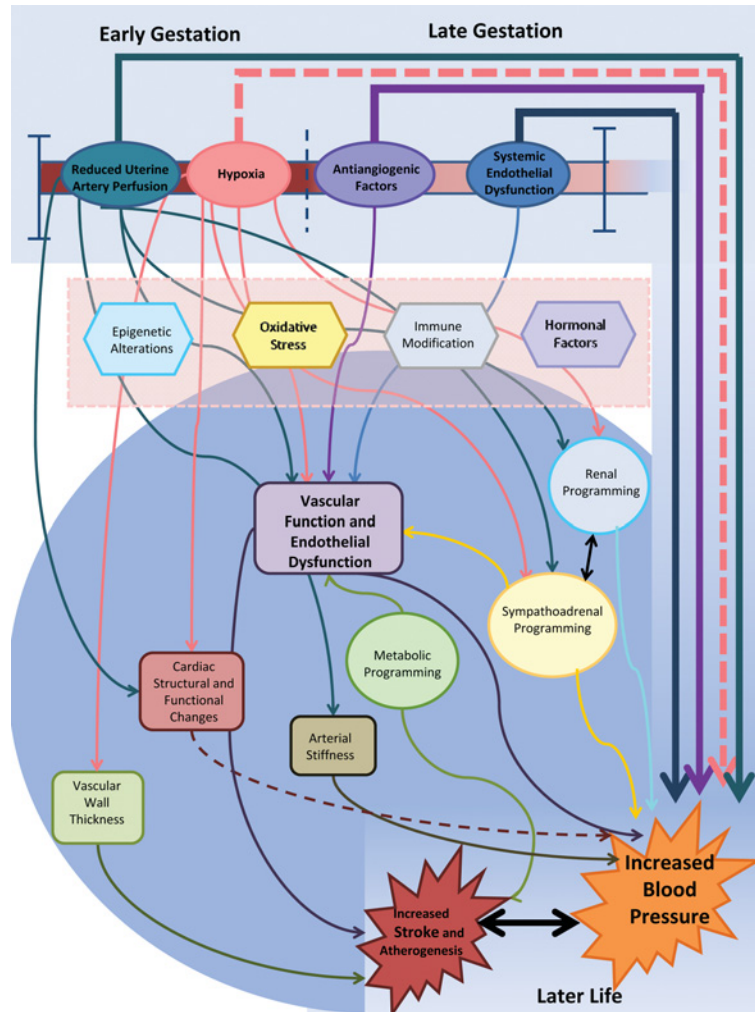 Early Gestation
Late Gestation
Reduced Uterine
Artery Perfusion
Hypoxia
Antiangiogenic
Factors
Systemic
Endothelial
Dysfunction
Epigenetic
Alterations
Oxidative
Stress
Immune
Modification
Hormonal
Factors
Renal
Programming
Vascular
Function and
Endothelial
Dysfunction
Sympathoadrenal
Programming
Metabolic
Programming
Cardiac
Structural and
Functional
Changes
Arterial
Stiffness
Vascular
Wall
Thickness
Increased
Blood
Pressure
Increased
Stroke and
Atherogenesis
Later Life